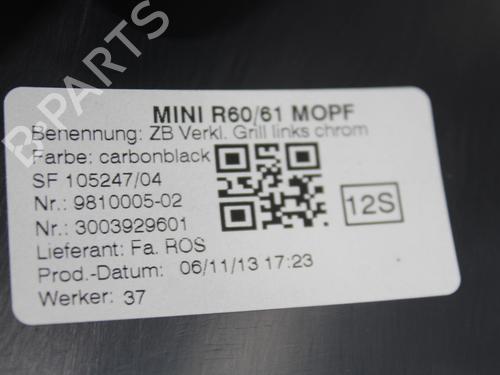 B-PARTS
MINI R60/61 MOPF
Benennung: ZB Verkl. Grill links chrom
Farbe: carbonblack
SF 105247/04
Nr.: 9810005-02
Nr.: 3003929601
12S
Lieferant: Fa. ROS
Prod.-Datum: 06/11/13 17:23
Werker: 37